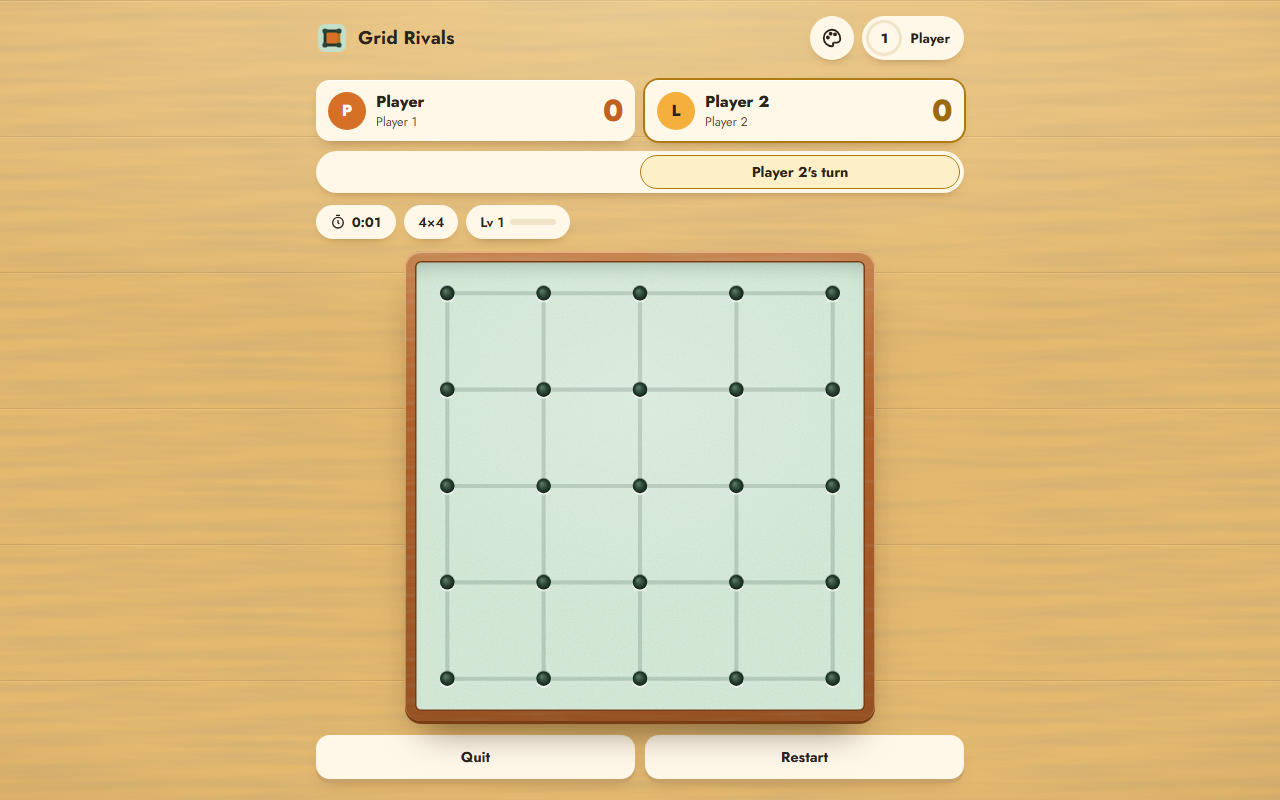 Grid Rivals
1 Player
P Player 0
Player 1
L Player 2 0
Player 2
Player 2's turn
0:01 4×4 Lv 1
Quit Restart